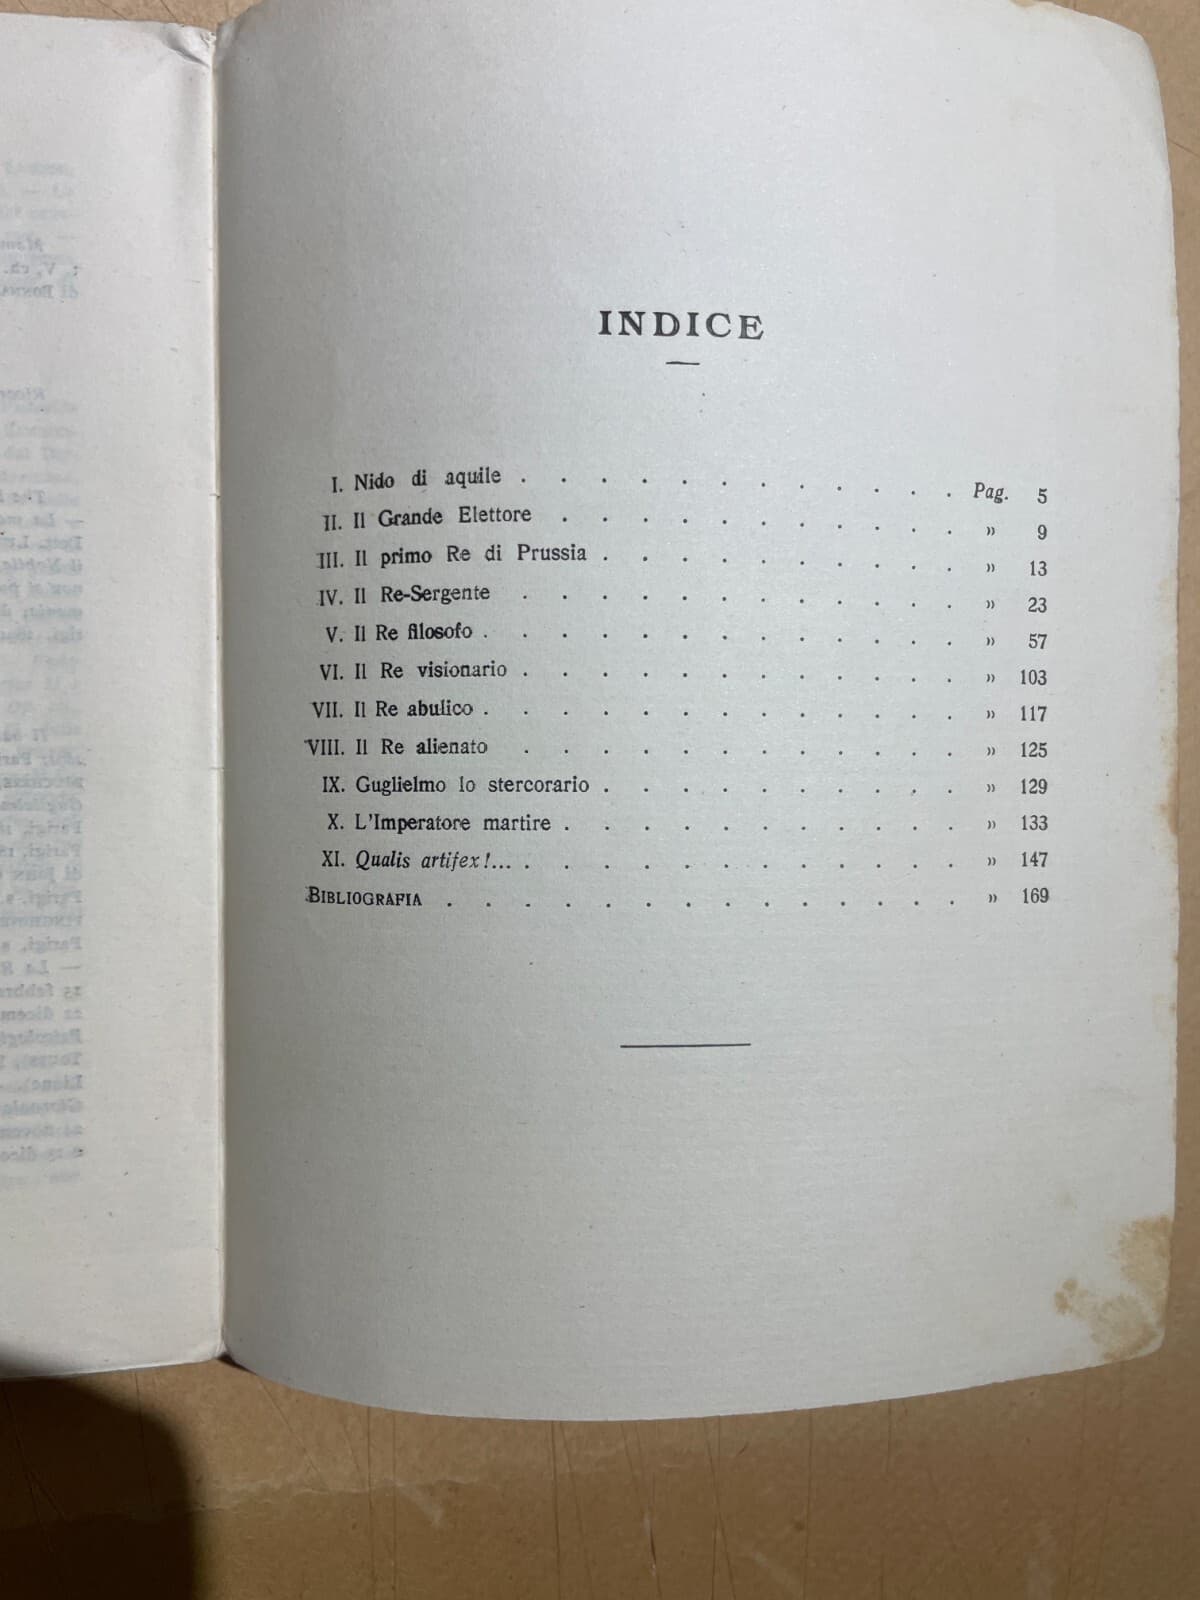 INDICE
I. Nido di aquile . . . . . . . . . . . Pag. 5
II. Il Grande Elettore . . . . . . . . . . » 9
III. Il primo Re di Prussia . . . . . . . . . » 13
IV. Il Re-Sergente . . . . . . . . . . . » 23
V. Il Re filosofo . . . . . . . . . . . . » 57
VI. Il Re visionario . . . . . . . . . . . » 103
VII. Il Re abulico . . . . . . . . . . . . » 117
VIII. Il Re alienato . . . . . . . . . . . » 125
IX. Guglielmo lo stercorario . . . . . . . . . » 129
X. L'Imperatore martire . . . . . . . . . . » 133
XI. Qualis artifex!... . . . . . . . . . . . » 147
BIBLIOGRAFIA . . . . . . . . . . . . . » 169